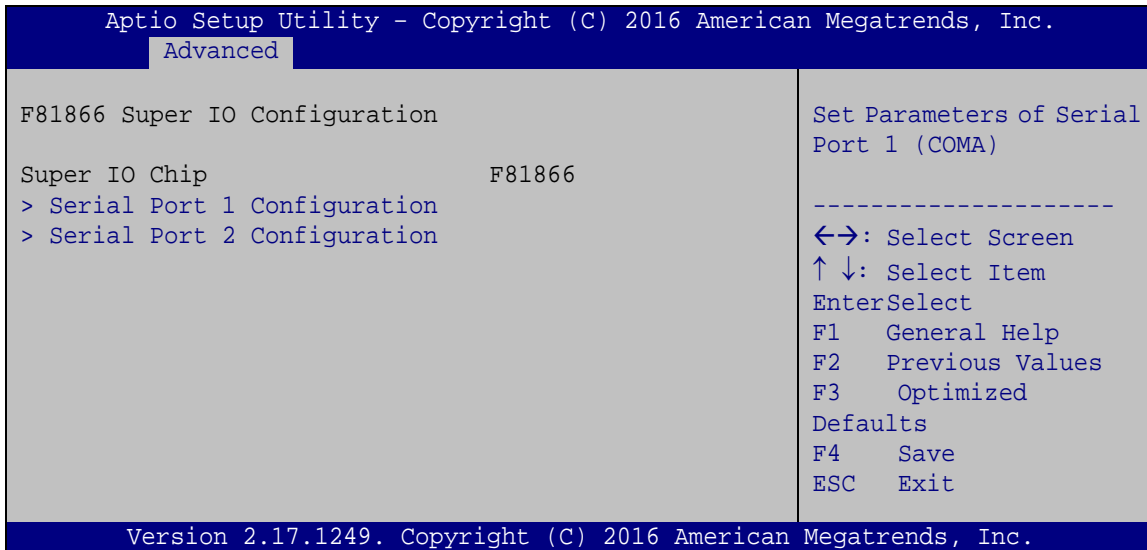 Aptio Setup Utility – Copyright (C) 2016 American Megatrends, Inc.
Advanced
F81866 Super IO Configuration
Super IO Chip F81866
> Serial Port 1 Configuration
> Serial Port 2 Configuration
Set Parameters of Serial
Port 1 (COMA)
---------------------
←→: Select Screen
↑ ↓: Select Item
EnterSelect
F1 General Help
F2 Previous Values
F3 Optimized
Defaults
F4 Save
ESC Exit
Version 2.17.1249. Copyright (C) 2016 American Megatrends, Inc.